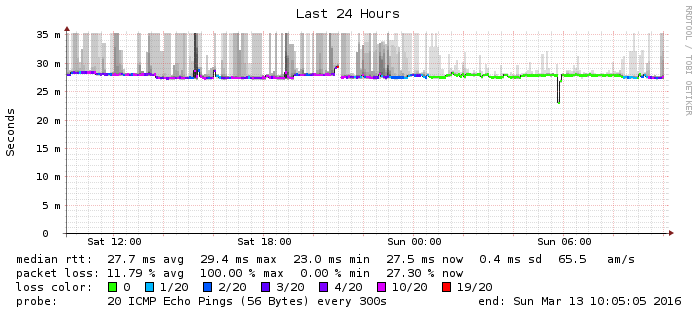 Last 24 Hours
RRDTOOL / TOBI OETIKER
Seconds
35 m
30 m
25 m
20 m
15 m
10 m
5 m
0
Sat 12:00 Sat 18:00 Sun 00:00 Sun 06:00
median rtt: 27.7 ms avg 29.4 ms max 23.0 ms min 27.5 ms now 0.4 ms sd 65.5 am/s
packet loss: 11.79 % avg 100.00 % max 0.00 % min 27.30 % now
loss color: 0 1/20 2/20 3/20 4/20 10/20 19/20
probe: 20 ICMP Echo Pings (56 Bytes) every 300s end: Sun Mar 13 10:05:05 2016